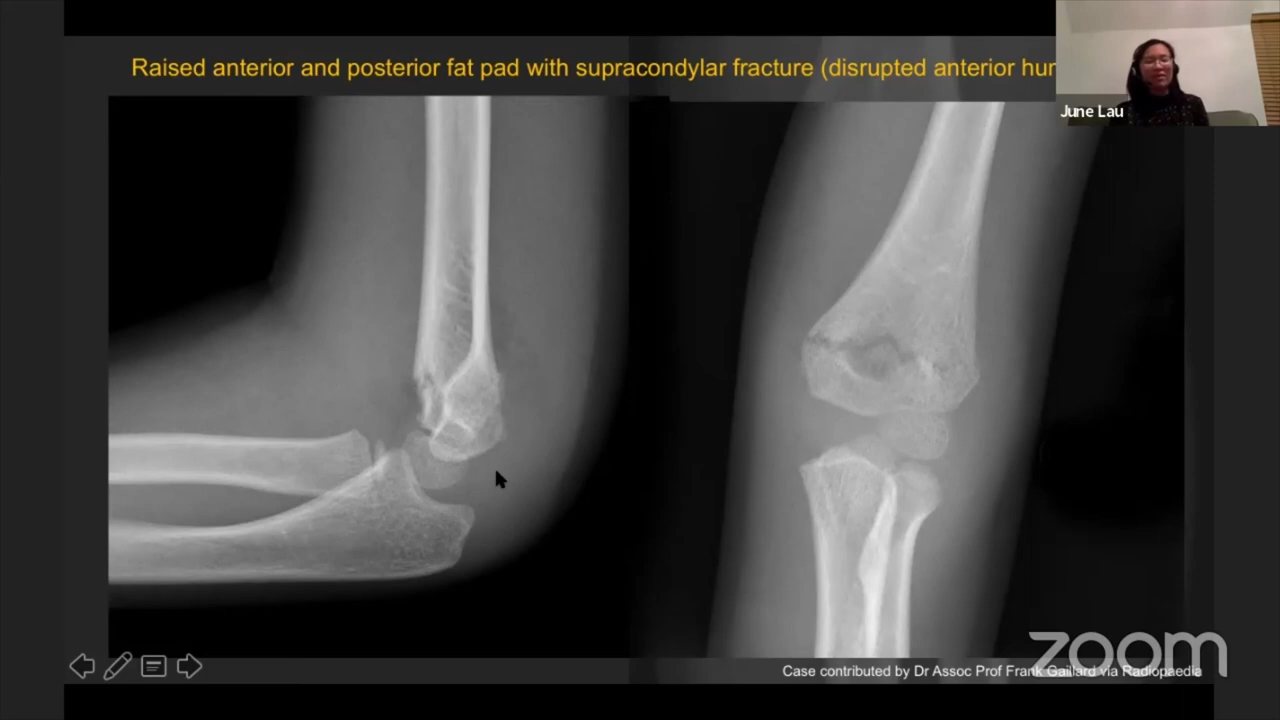 Raised anterior and posterior fat pad with supracondylar fracture (disrupted anterior hur
June Lau
zoom
Case contributed by Dr Assoc Prof Frank Gaillard via Radiopaedia